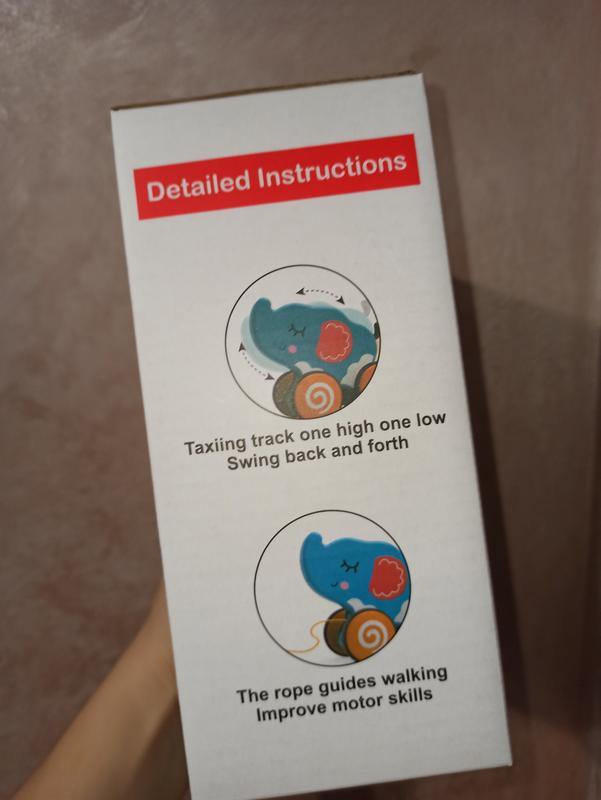 Detailed Instructions
Taxiing track one high one low
Swing back and forth
The rope guides walking
Improve motor skills